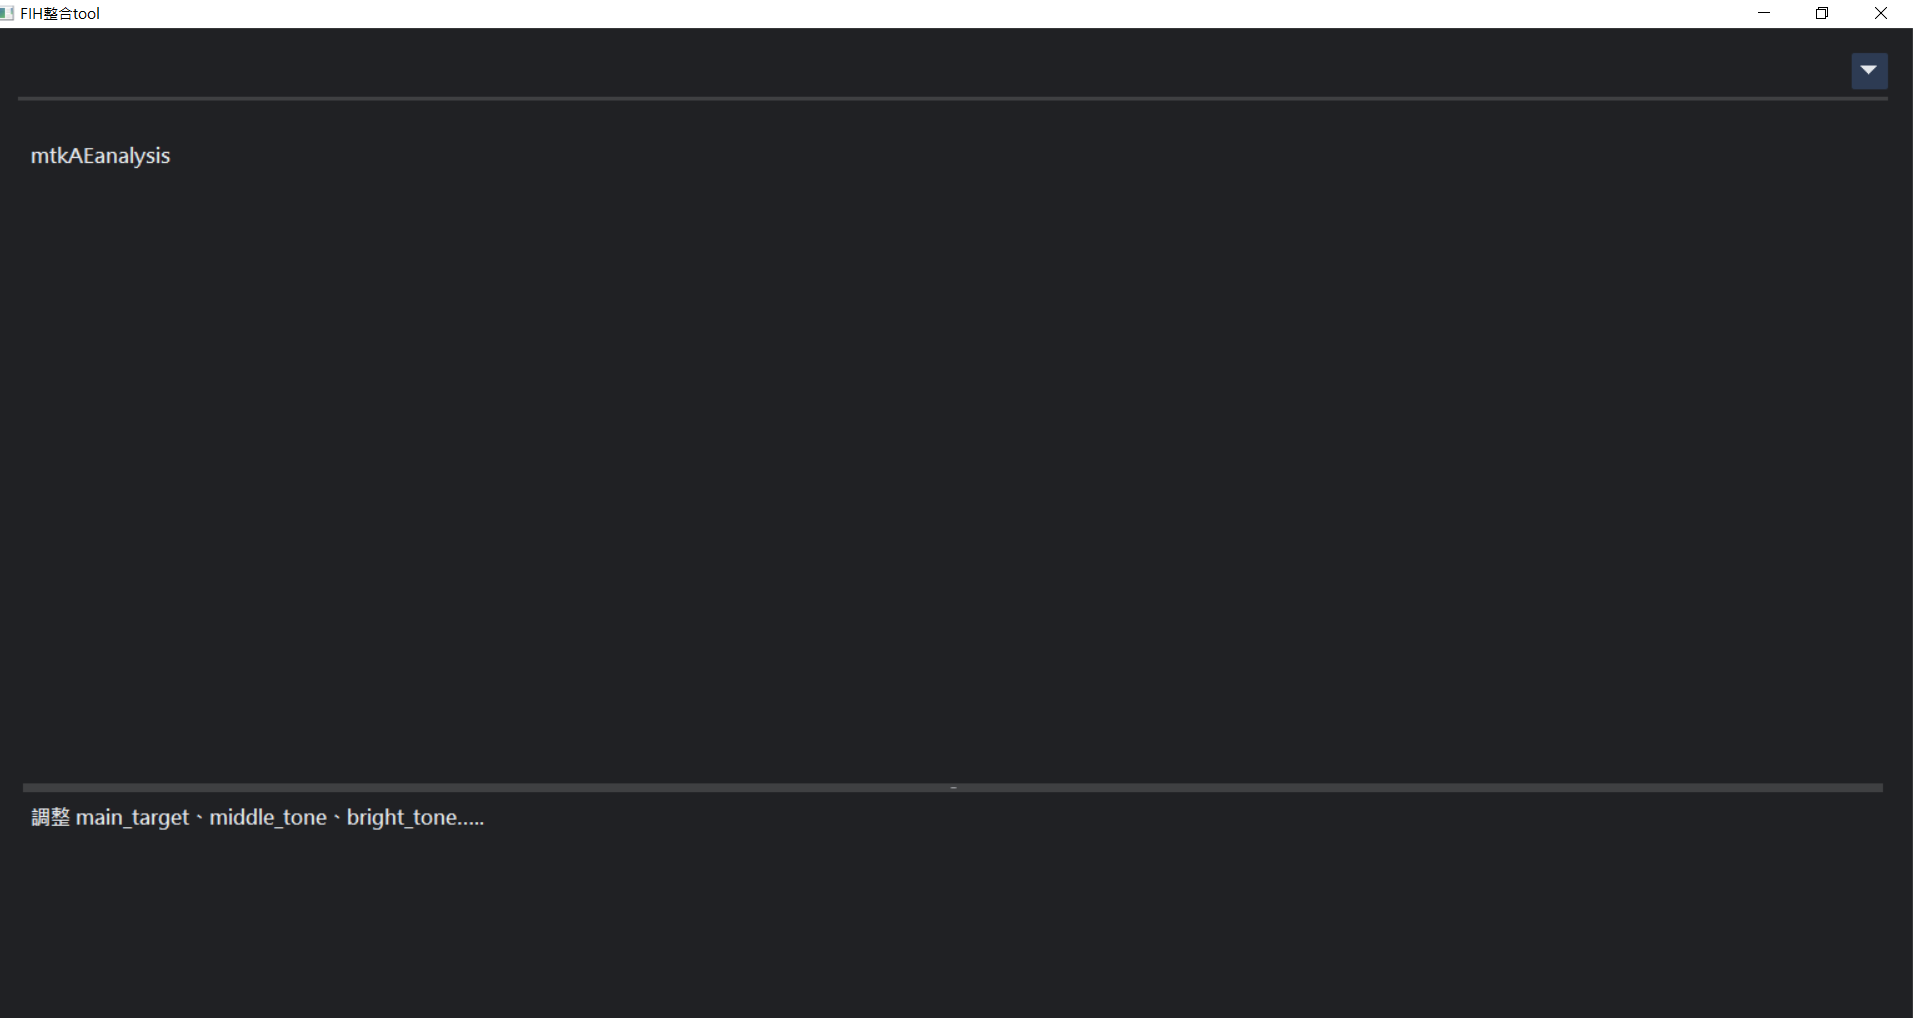 FIH整合tool
mtkAEanalysis
調整 main_target、middle_tone、bright_tone.....